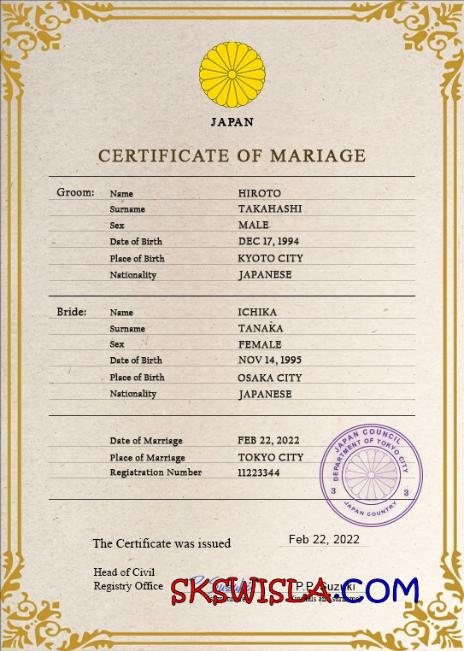 JAPAN
CERTIFICATE OF MARIAGE
Groom: Name HIROTO
Surname TAKAHASHI
Sex MALE
Date of Birth DEC 17, 1994
Place of Birth KYOTO CITY
Nationality JAPANESE
Bride: Name ICHIKA
Surname TANAKA
Sex FEMALE
Date of Birth NOV 14, 1995
Place of Birth OSAKA CITY
Nationality JAPANESE
Date of Marriage FEB 22, 2022
Place of Marriage TOKYO CITY
Registration Number 11223344
JAPAN COUNCIL
DEPARTMENT OF TOKYO CITY
3 3
JAPAN COUNTRY
The Certificate was issued Feb 22, 2022
Head of Civil
Registry Office P.P. Suzuki
SKSWISLA.COM